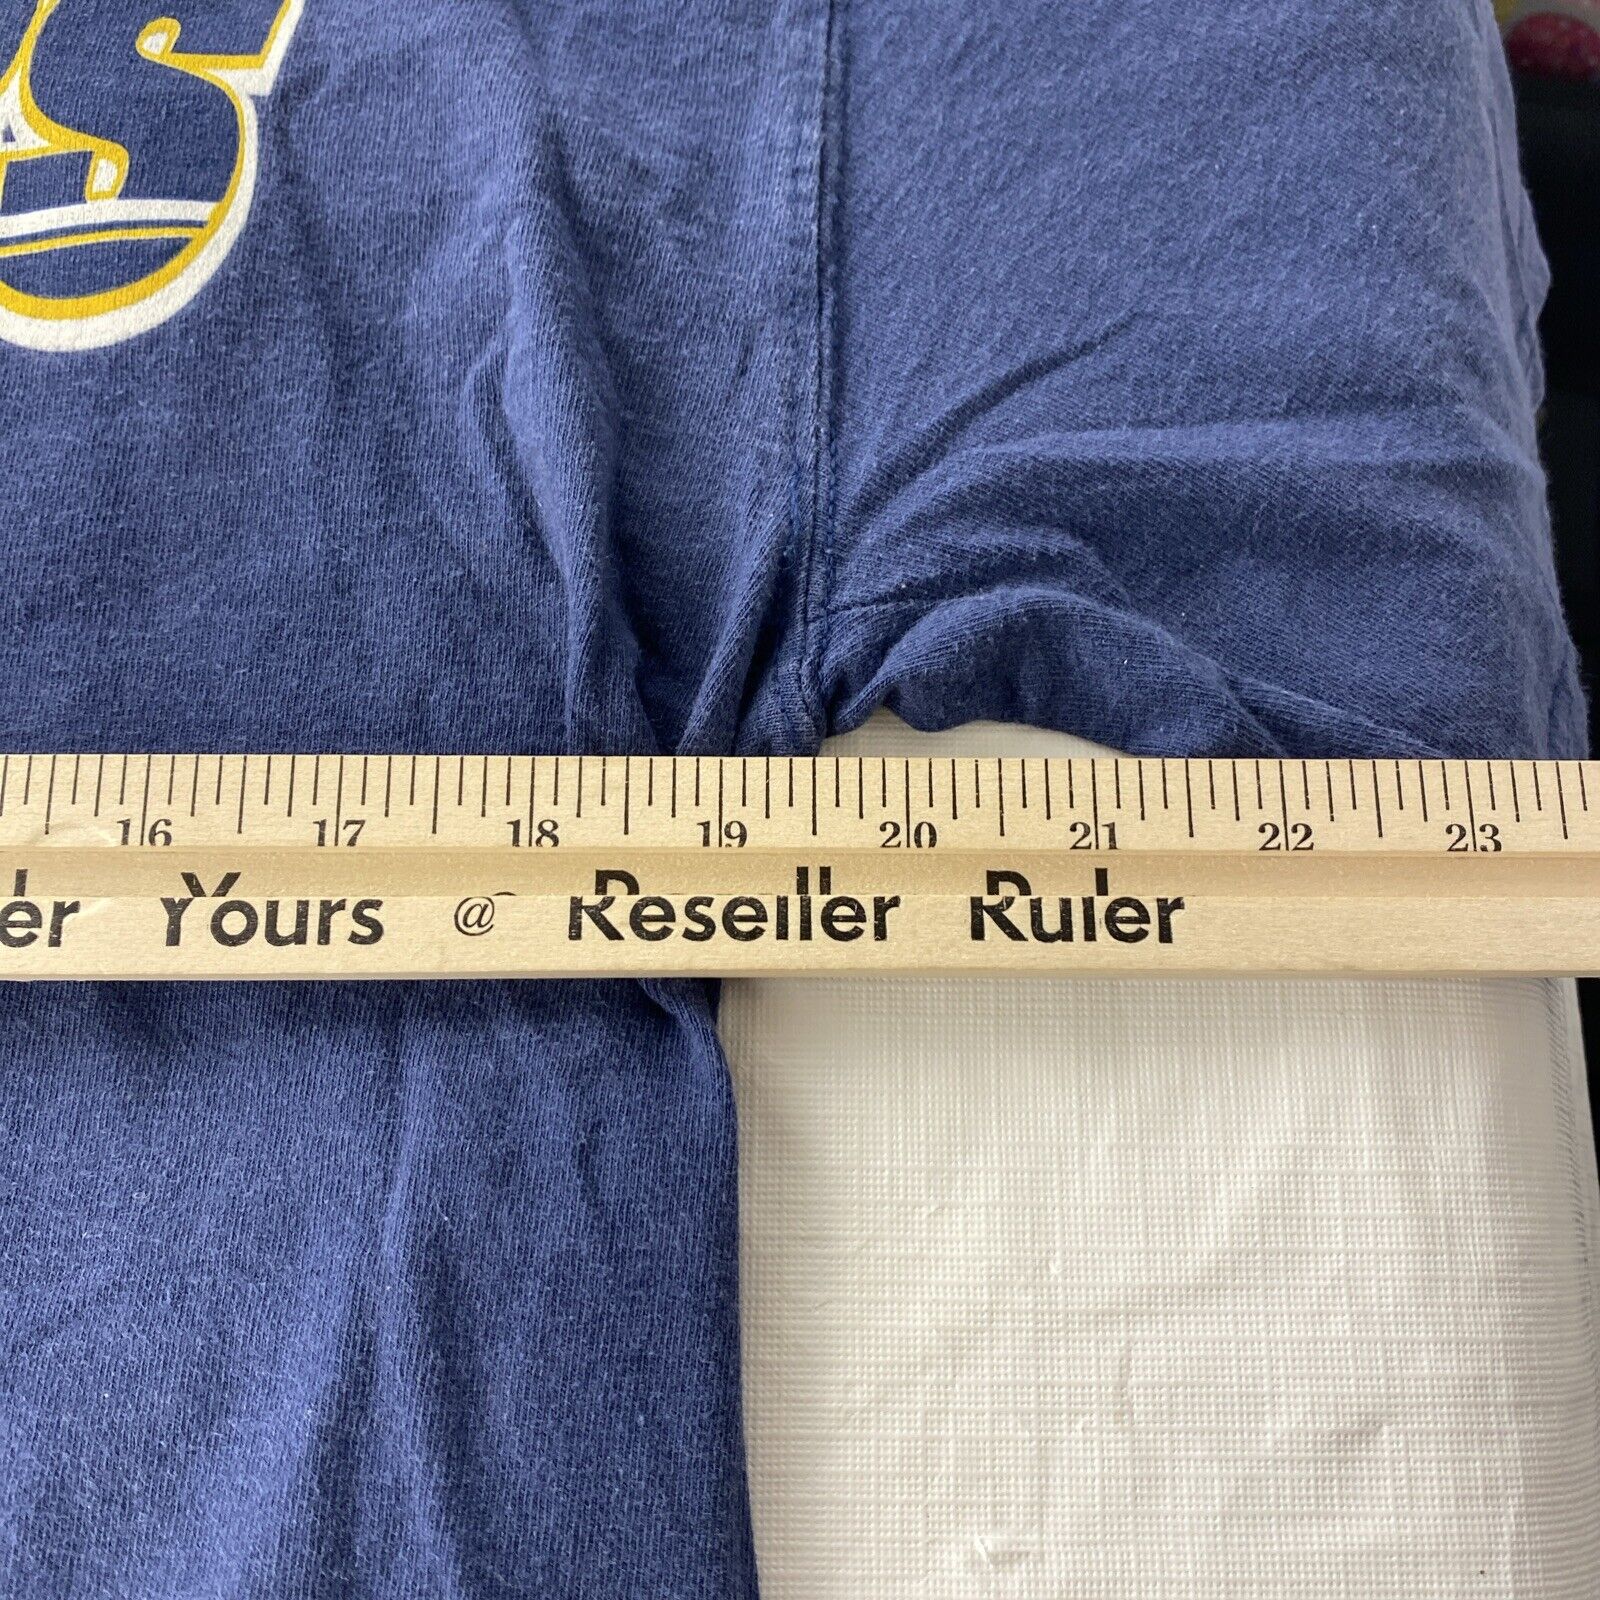 S
16 17 18 19 20 21 22 23
er Yours @ Reseller Ruler